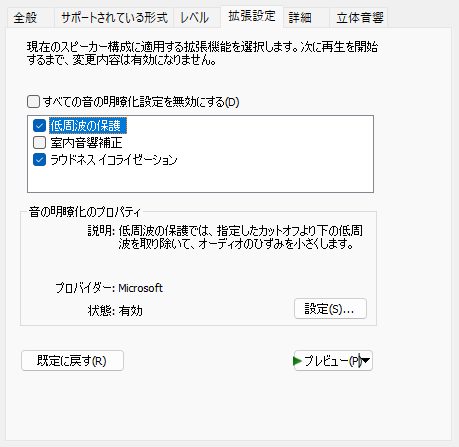 全般 サポートされている形式 レベル 拡張設定 詳細 立体音響
現在のスピーカー構成に適用する拡張機能を選択します。次に再生を開始
するまで、変更内容は有効になりません。
すべての音の明瞭化設定を無効にする(D)
低周波の保護
室内音響補正
ラウドネス イコライゼーション
音の明瞭化のプロパティ
説明: 低周波の保護では、指定したカットオフより下の低周
波を取り除いて、オーディオのひずみを小さくします。
プロバイダー: Microsoft
状態: 有効
設定(S)...
既定に戻す(R)
プレビュー(P)